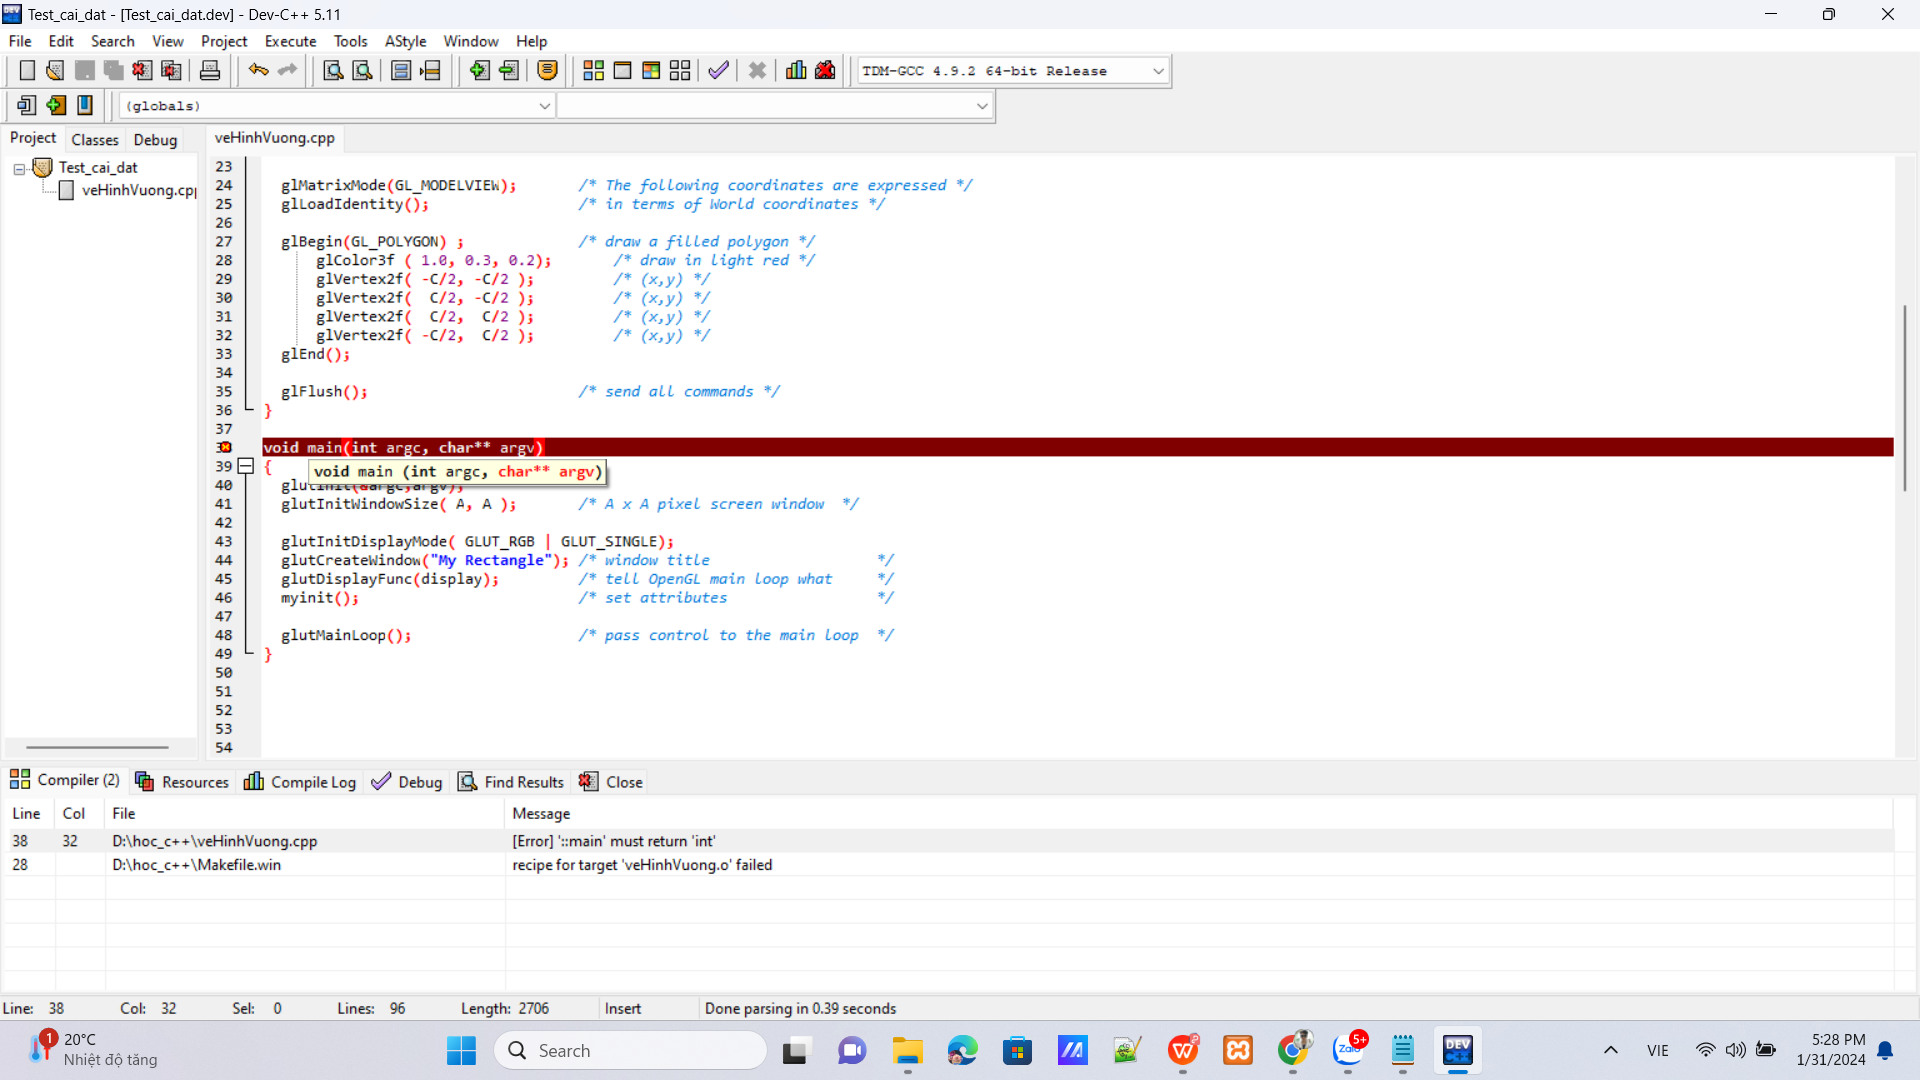 Test_cai_dat - [Test_cai_dat.dev] - Dev-C++ 5.11
File Edit Search View Project Execute Tools AStyle Window Help
TDM-GCC 4.9.2 64-bit Release
(globals)
Project Classes Debug
veHinhVuong.cpp
Test_cai_dat
veHinhVuong.cpp
23
24 glMatrixMode(GL_MODELVIEW); /* The following coordinates are expressed */
25 glLoadIdentity(); /* in terms of World coordinates */
26
27 glBegin(GL_POLYGON) ; /* draw a filled polygon */
28 glColor3f ( 1.0, 0.3, 0.2); /* draw in light red */
29 glVertex2f( -C/2, -C/2 ); /* (x,y) */
30 glVertex2f( C/2, -C/2 ); /* (x,y) */
31 glVertex2f( C/2, C/2 ); /* (x,y) */
32 glVertex2f( -C/2, C/2 ); /* (x,y) */
33 glEnd();
34
35 glFlush(); /* send all commands */
36 }
37
void main(int argc, char** argv)
39 {
void main (int argc, char** argv)
40 glutInit(&argc,argv);
41 glutInitWindowSize( A, A ); /* A x A pixel screen window */
42
43 glutInitDisplayMode( GLUT_RGB | GLUT_SINGLE);
44 glutCreateWindow("My Rectangle"); /* window title */
45 glutDisplayFunc(display); /* tell OpenGL main loop what */
46 myinit(); /* set attributes */
47
48 glutMainLoop(); /* pass control to the main loop */
49 }
50
51
52
53
54
Compiler (2) Resources Compile Log Debug Find Results Close
Line Col File Message
38 32 D:\hoc_c++\veHinhVuong.cpp [Error] '::main' must return 'int'
28 D:\hoc_c++\Makefile.win recipe for target 'veHinhVuong.o' failed
Line: 38 Col: 32 Sel: 0 Lines: 96 Length: 2706 Insert Done parsing in 0.39 seconds
1
20°C
Nhiệt độ tăng
Search
Zalo
5+
DEV
C++
VIE
5:28 PM
1/31/2024